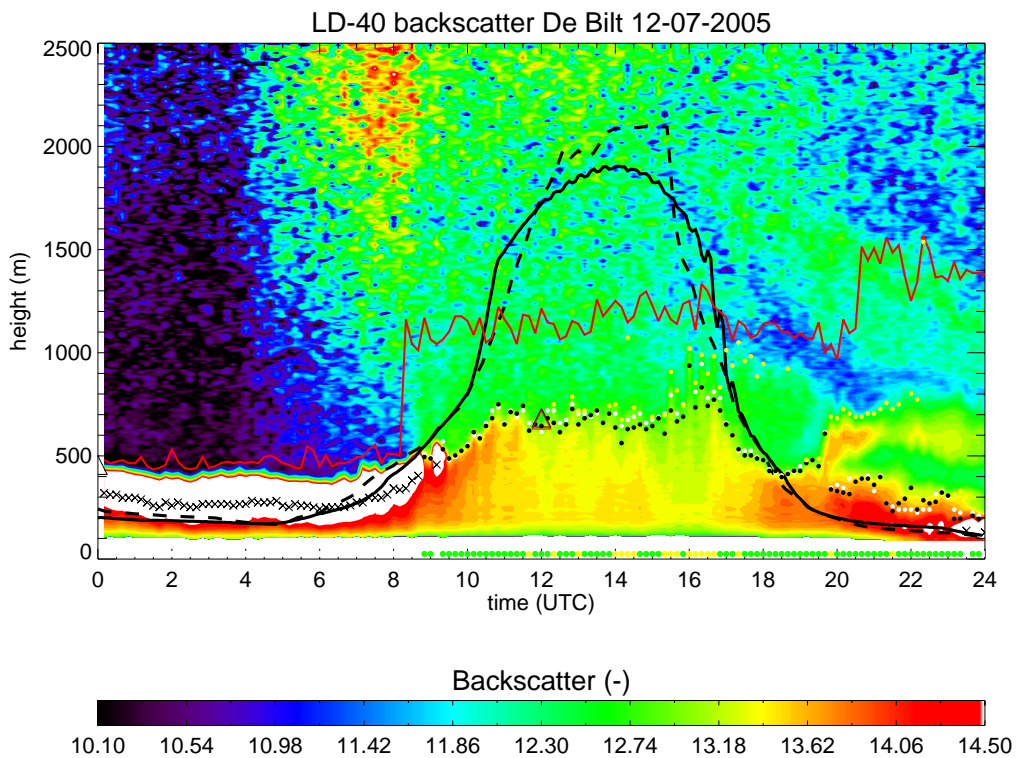 LD-40 backscatter De Bilt 12-07-2005
height (m)
2500
2000
1500
1000
500
0
0 2 4 6 8 10 12 14 16 18 20 22 24
time (UTC)
Backscatter (-)
10.10 10.54 10.98 11.42 11.86 12.30 12.74 13.18 13.62 14.06 14.50